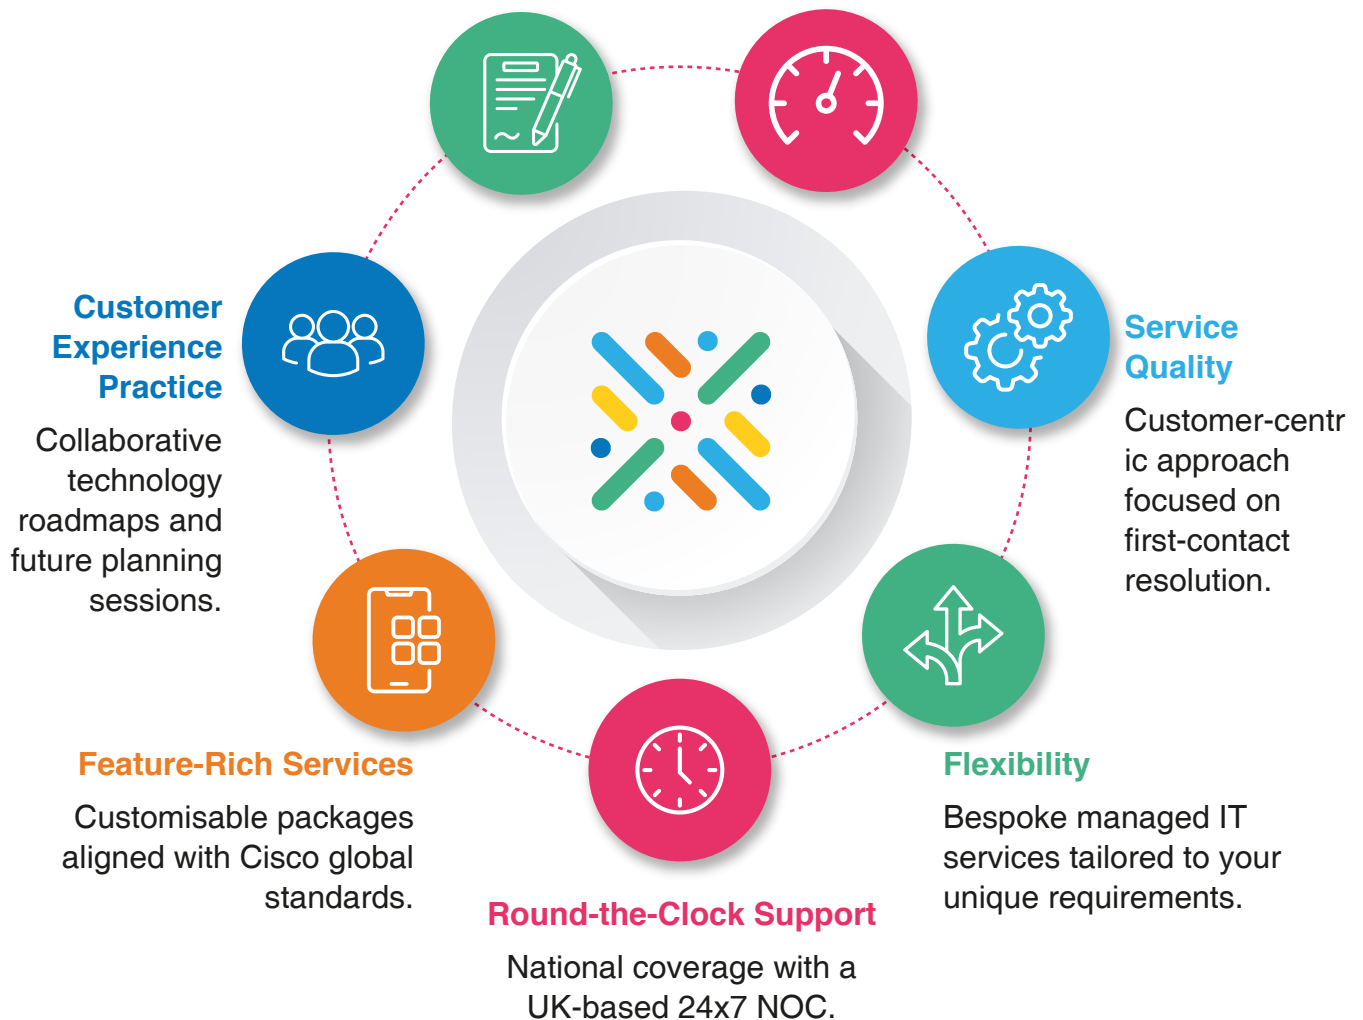 Customer
Experience
Practice
Collaborative
technology
roadmaps and
future planning
sessions.
Service
Quality
Customer-centr
ic approach
focused on
first-contact
resolution.
Feature-Rich Services
Customisable packages
aligned with Cisco global
standards.
Flexibility
Bespoke managed IT
services tailored to your
unique requirements.
Round-the-Clock Support
National coverage with a
UK-based 24x7 NOC.